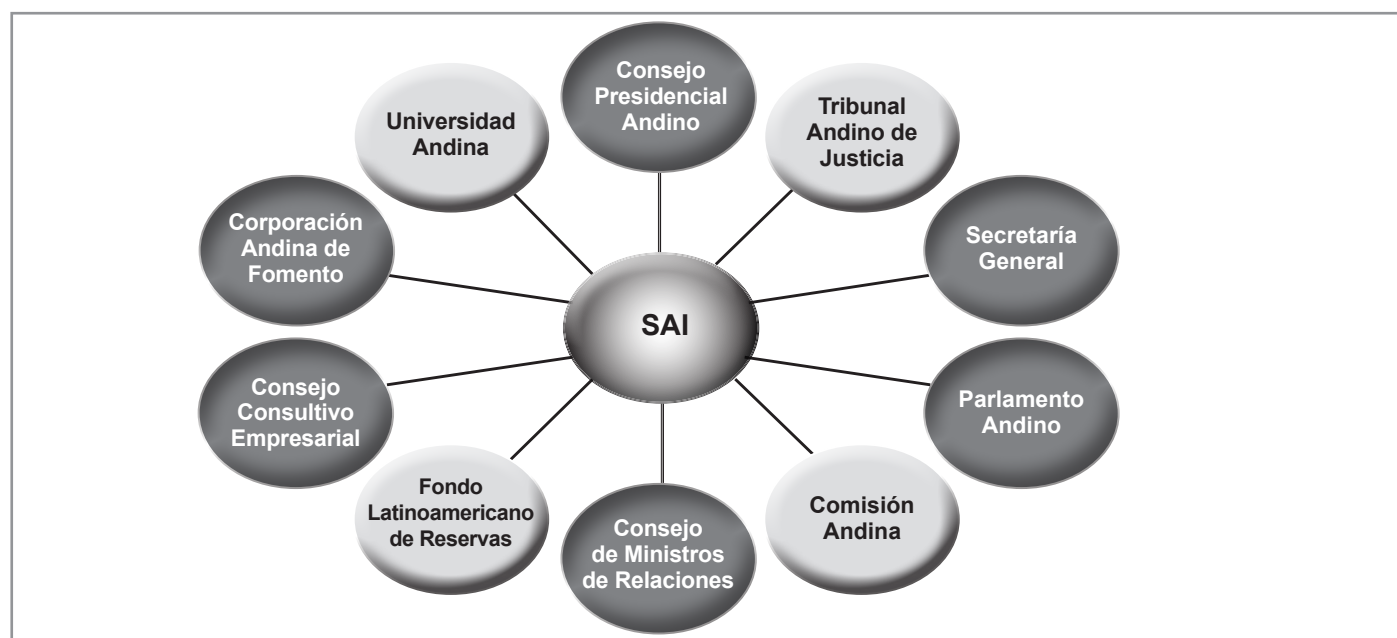 Consejo
Presidencial
Andino
Tribunal
Andino de
Justicia
Secretaría
General
Parlamento
Andino
Comisión
Andina
Consejo
de Ministros
de Relaciones
Fondo
Latinoamericano
de Reservas
Consejo
Consultivo
Empresarial
Corporación
Andina de
Fomento
Universidad
Andina
SAI